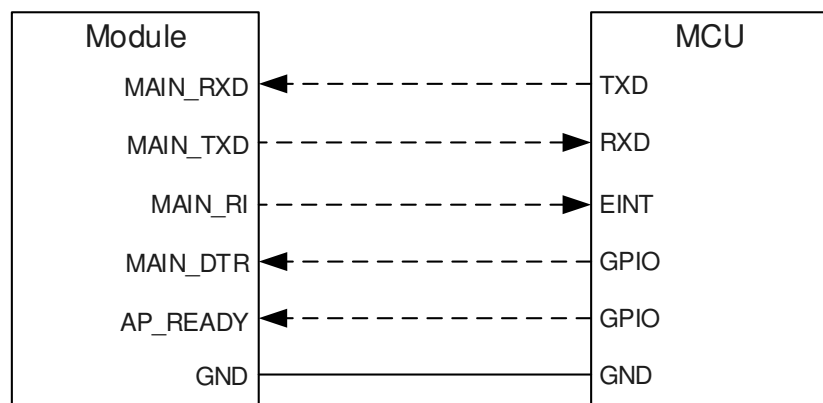 Module MCU
MAIN_RXD TXD
MAIN_TXD RXD
MAIN_RI EINT
MAIN_DTR GPIO
AP_READY GPIO
GND GND